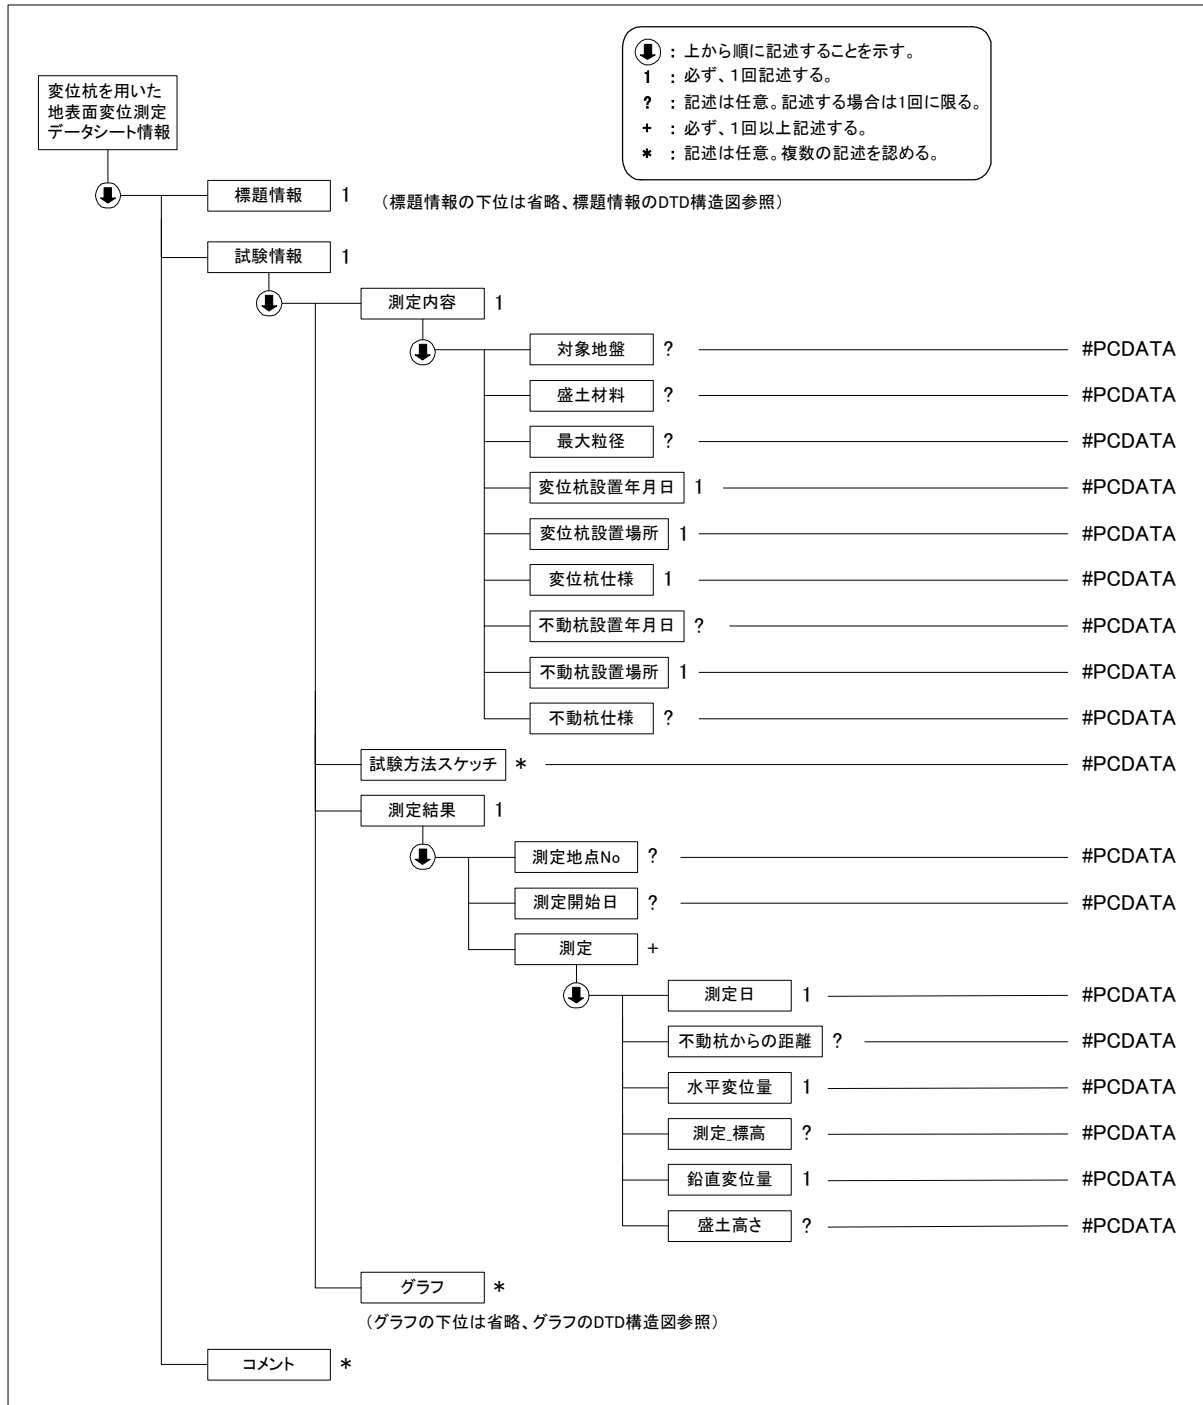 ⬇ : 上から順に記述することを示す。
1 : 必ず、1回記述する。
? : 記述は任意。記述する場合は1回に限る。
+ : 必ず、1回以上記述する。
* : 記述は任意。複数の記述を認める。
変位杭を用いた
地表面変位測定
データシート情報
標題情報 1 (標題情報の下位は省略、標題情報のDTD構造図参照)
試験情報 1
測定内容 1
対象地盤 ? #PCDATA
盛土材料 ? #PCDATA
最大粒径 ? #PCDATA
変位杭設置年月日 1 #PCDATA
変位杭設置場所 1 #PCDATA
変位杭仕様 1 #PCDATA
不動杭設置年月日 ? #PCDATA
不動杭設置場所 1 #PCDATA
不動杭仕様 ? #PCDATA
試験方法スケッチ * #PCDATA
測定結果 1
測定地点No ? #PCDATA
測定開始日 ? #PCDATA
測定 +
測定日 1 #PCDATA
不動杭からの距離 ? #PCDATA
水平変位量 1 #PCDATA
測定_標高 ? #PCDATA
鉛直変位量 1 #PCDATA
盛土高さ ? #PCDATA
グラフ *
(グラフの下位は省略、グラフのDTD構造図参照)
コメント *